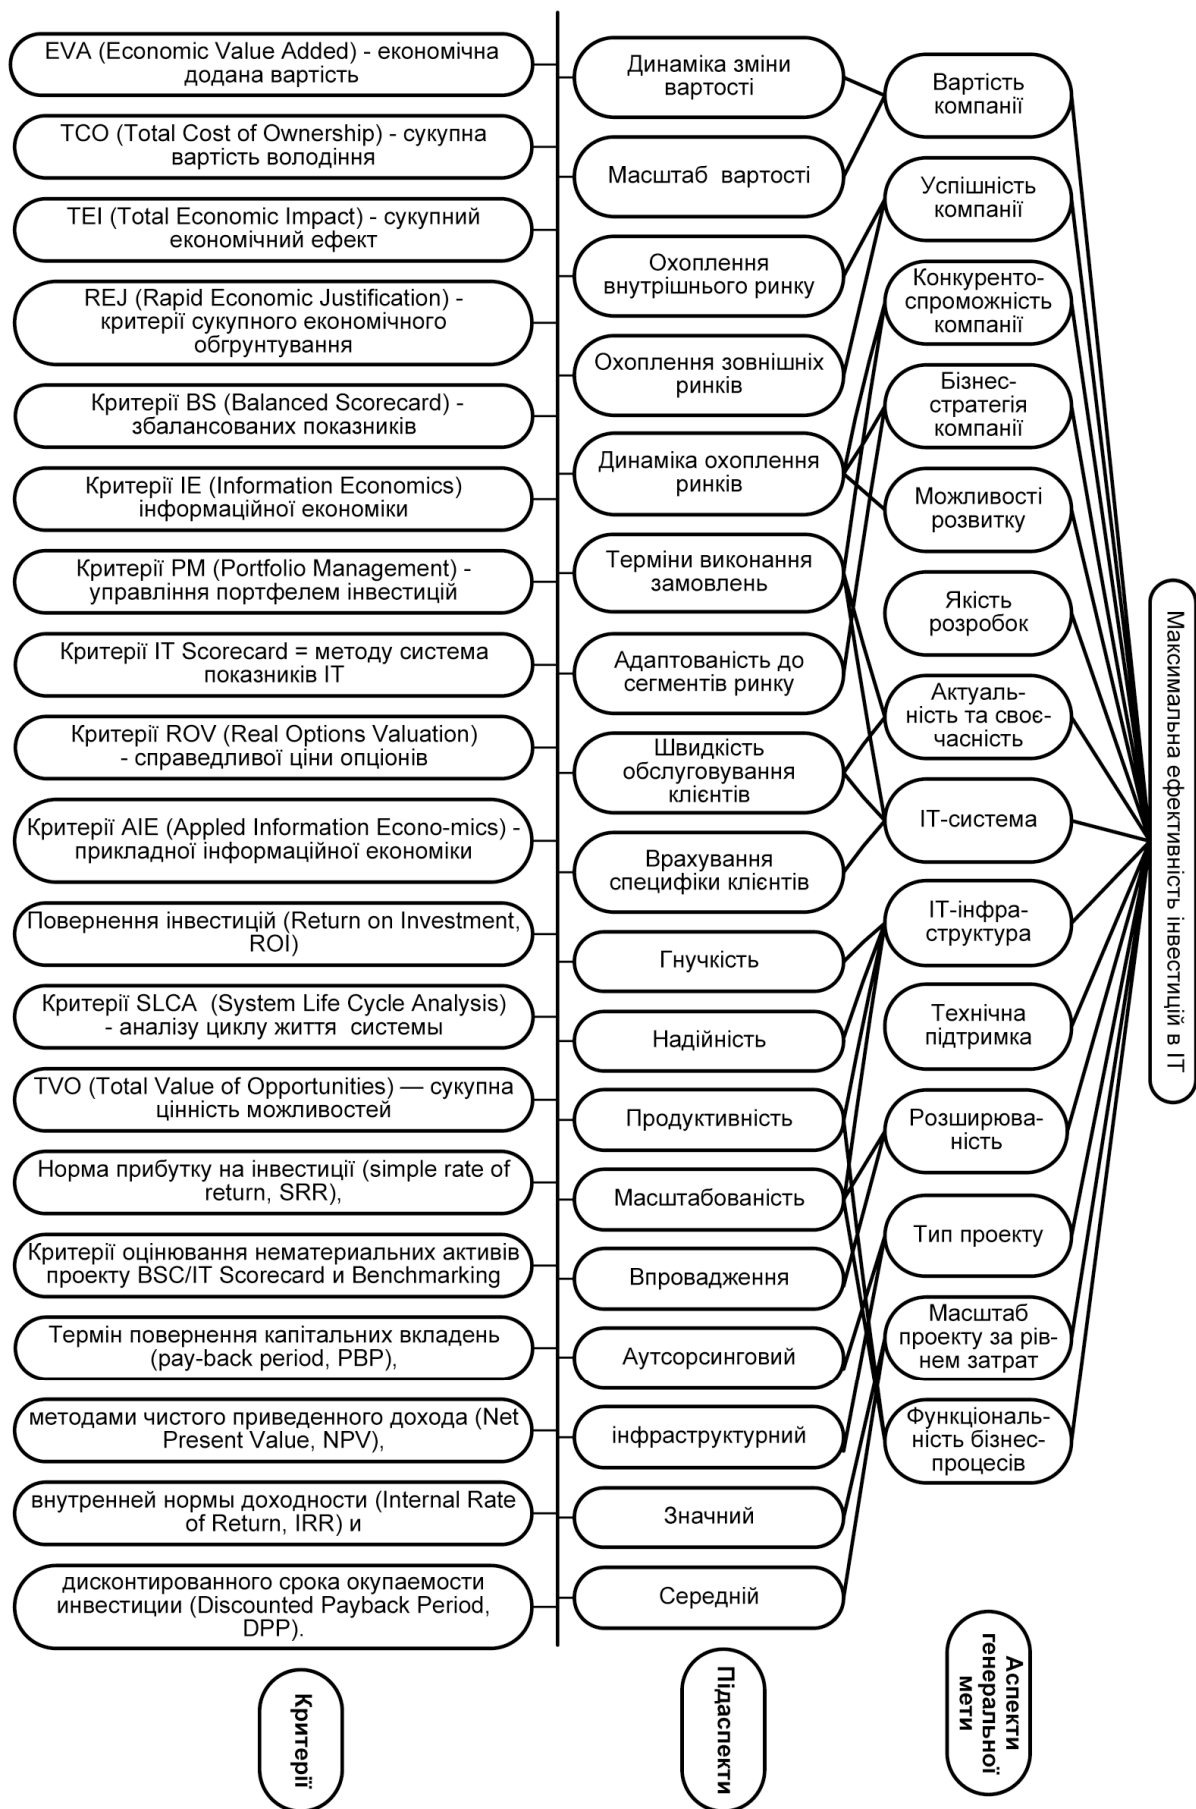 EVA (Economic Value Added) - економічна
додана вартість
TCO (Total Cost of Ownership) - сукупна
вартість володіння
TEI (Total Economic Impact) - сукупний
економічний ефект
REJ (Rapid Economic Justification) -
критерії сукупного економічного
обгрунтування
Критерії BS (Balanced Scorecard) -
збалансованих показників
Критерії IE (Information Economics)
інформаційної економіки
Критерії PM (Portfolio Management) -
управління портфелем інвестицій
Критерії IT Scorecard = методу система
показників ІТ
Критерії ROV (Real Options Valuation)
- справедливої ціни опціонів
Критерії AIE (Appled Information Econo-mics) -
прикладної інформаційної економіки
Повернення інвестицій (Return on Investment,
ROI)
Критерії SLCA (System Life Cycle Analysis)
- аналізу циклу життя системы
TVO (Total Value of Opportunities) — сукупна
цінність можливостей
Норма прибутку на інвестиції (simple rate of
return, SRR),
Критерії оцінювання нематериальних активів
проекту BSC/IT Scorecard и Benchmarking
Термін повернення капітальних вкладень
(pay-back period, PBP),
методами чистого приведенного дохода (Net
Present Value, NPV),
внутренней нормы доходности (Internal Rate
of Return, IRR) и
дисконтированного срока окупаемости
инвестиции (Discounted Payback Period,
DPP).
Критерії
Динаміка зміни
вартості
Масштаб вартості
Охоплення
внутрішнього ринку
Охоплення зовнішніх
ринків
Динаміка охоплення
ринків
Терміни виконання
замовлень
Адаптованість до
сегментів ринку
Швидкість
обслуговування
клієнтів
Врахування
специфіки клієнтів
Гнучкість
Надійність
Продуктивність
Масштабованість
Впровадження
Аутсорсинговий
інфраструктурний
Значний
Середній
Підаспекти
Вартість
компанії
Успішність
компанії
Конкуренто-
спроможність
компанії
Бізнес-
стратегія
компанії
Можливості
розвитку
Якість
розробок
Актуаль-
ність та своє-
часність
ІТ-система
ІТ-інфра-
структура
Технічна
підтримка
Розширюва-
ність
Тип проекту
Масштаб
проекту за рів-
нем затрат
Функціональ-
ність бізнес-
процесів
Аспекти
генеральної
мети
Максимальна ефективність інвестицій в ІТ